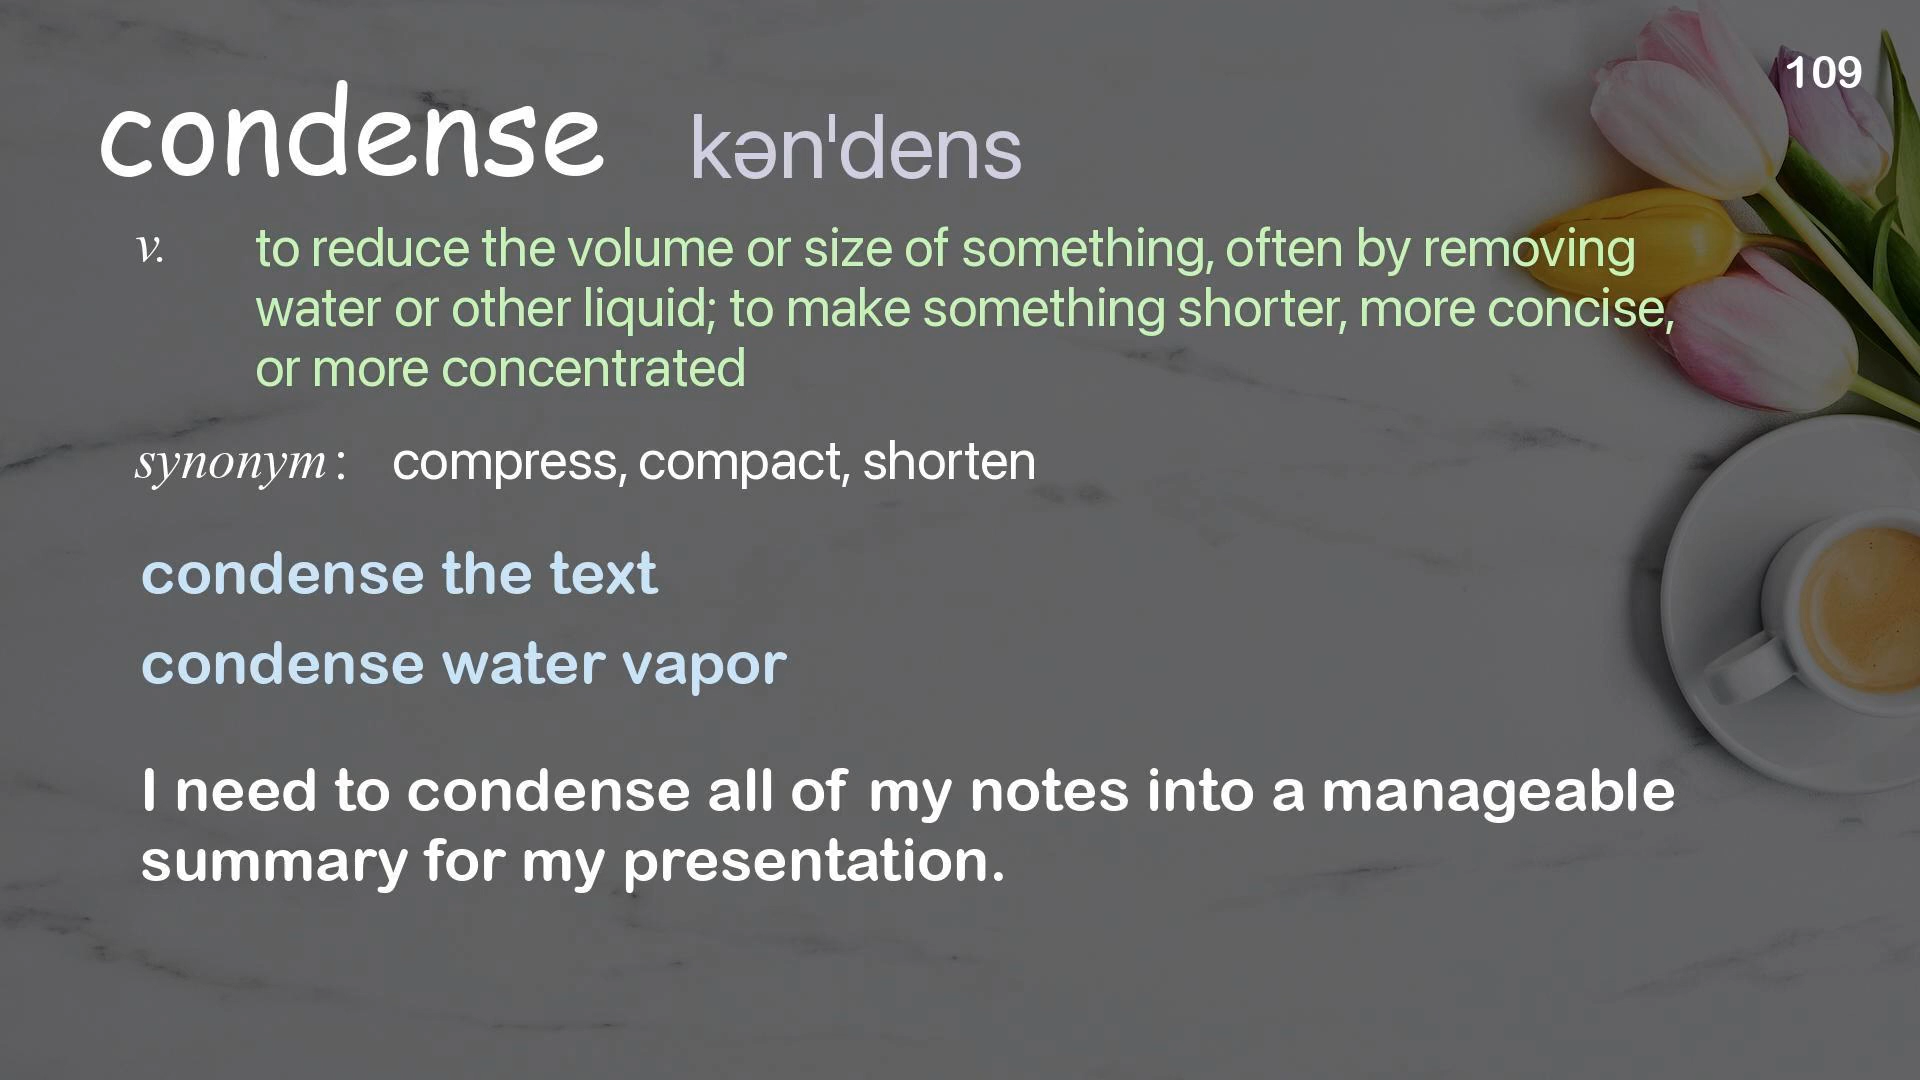 109
condense kən'dens
v. to reduce the volume or size of something, often by removing
water or other liquid; to make something shorter, more concise,
or more concentrated
synonym: compress, compact, shorten
condense the text
condense water vapor
I need to condense all of my notes into a manageable
summary for my presentation.